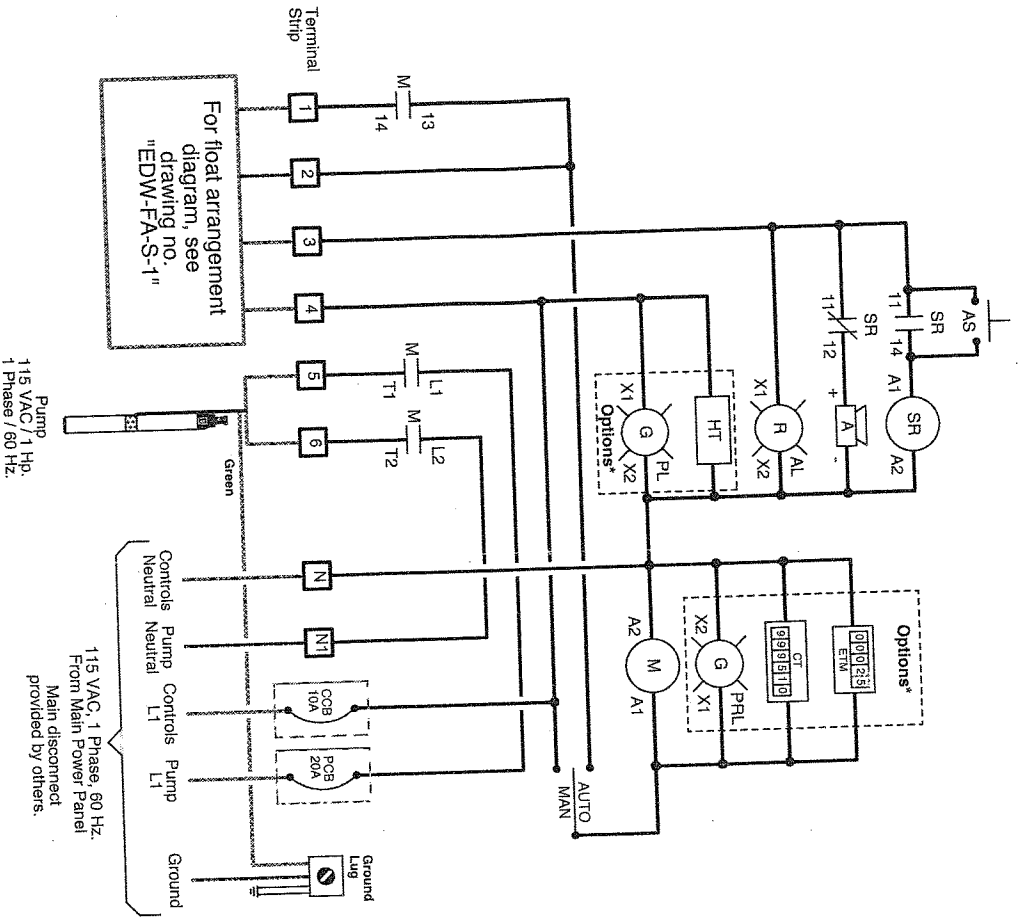 Terminal
Strip
1
2
3
4
5
6
N
N1
M
13
14
For float arrangement
diagram, see
drawing no.
"EDW-FA-S-1"
AS
SR
11
14
A1
SR
A2
SR
11
12
+
A
-
X1
R
AL
X2
HT
X1
G
PL
X2
Options*
M
L1
T1
M
L2
T2
Pump
115 VAC / 1 Hp.
1 Phase / 60 Hz.
Green
Options*
00025
ETM
CT
999510
X2
G
PRL
X1
A2
M
A1
AUTO
MAN
CCB
10A
PCB
20A
Ground
Lug
Controls
Neutral
Pump
Neutral
Controls
L1
Pump
L1
Ground
115 VAC, 1 Phase, 60 Hz.
From Main Power Panel
Main disconnect
provided by others.